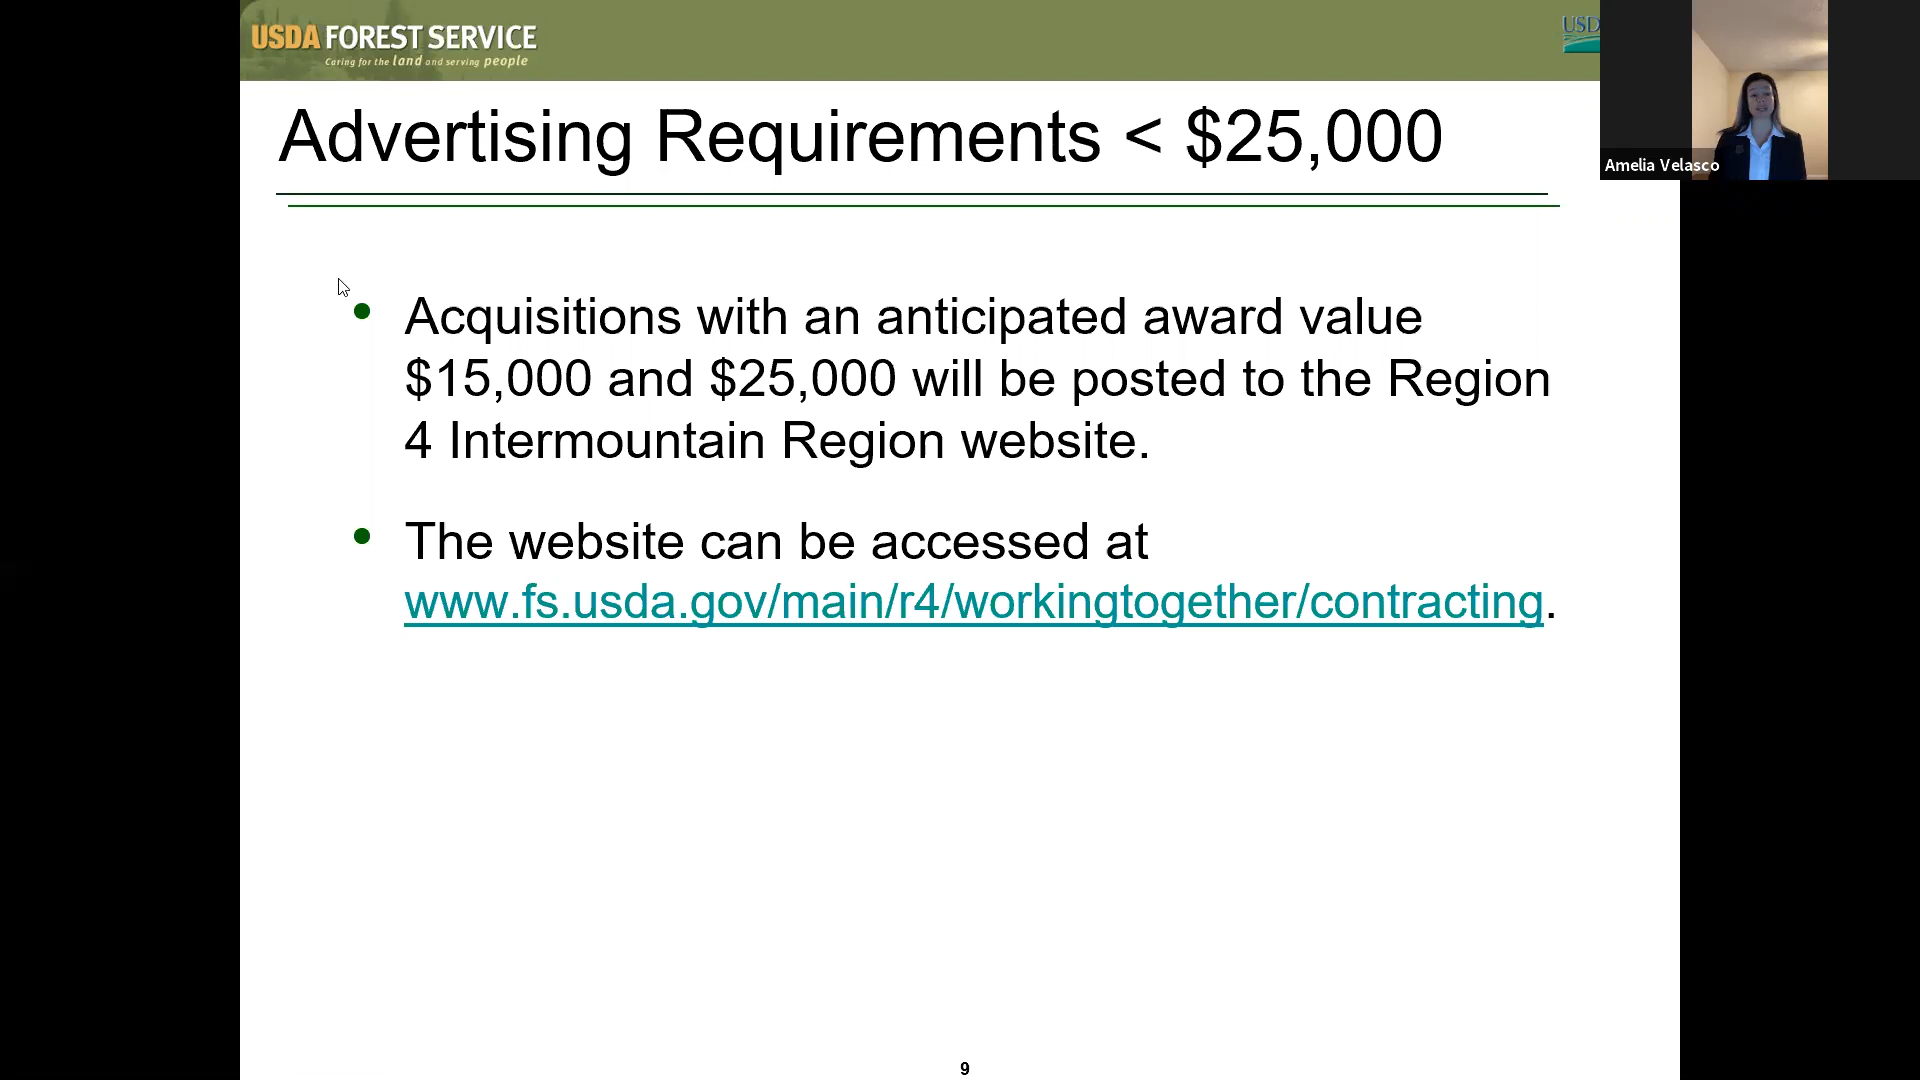 USDA FOREST SERVICE
Caring for the land and serving people
USD
Amelia Velasco
Advertising Requirements < $25,000
• Acquisitions with an anticipated award value
$15,000 and $25,000 will be posted to the Region
4 Intermountain Region website.
• The website can be accessed at
www.fs.usda.gov/main/r4/workingtogether/contracting.
9